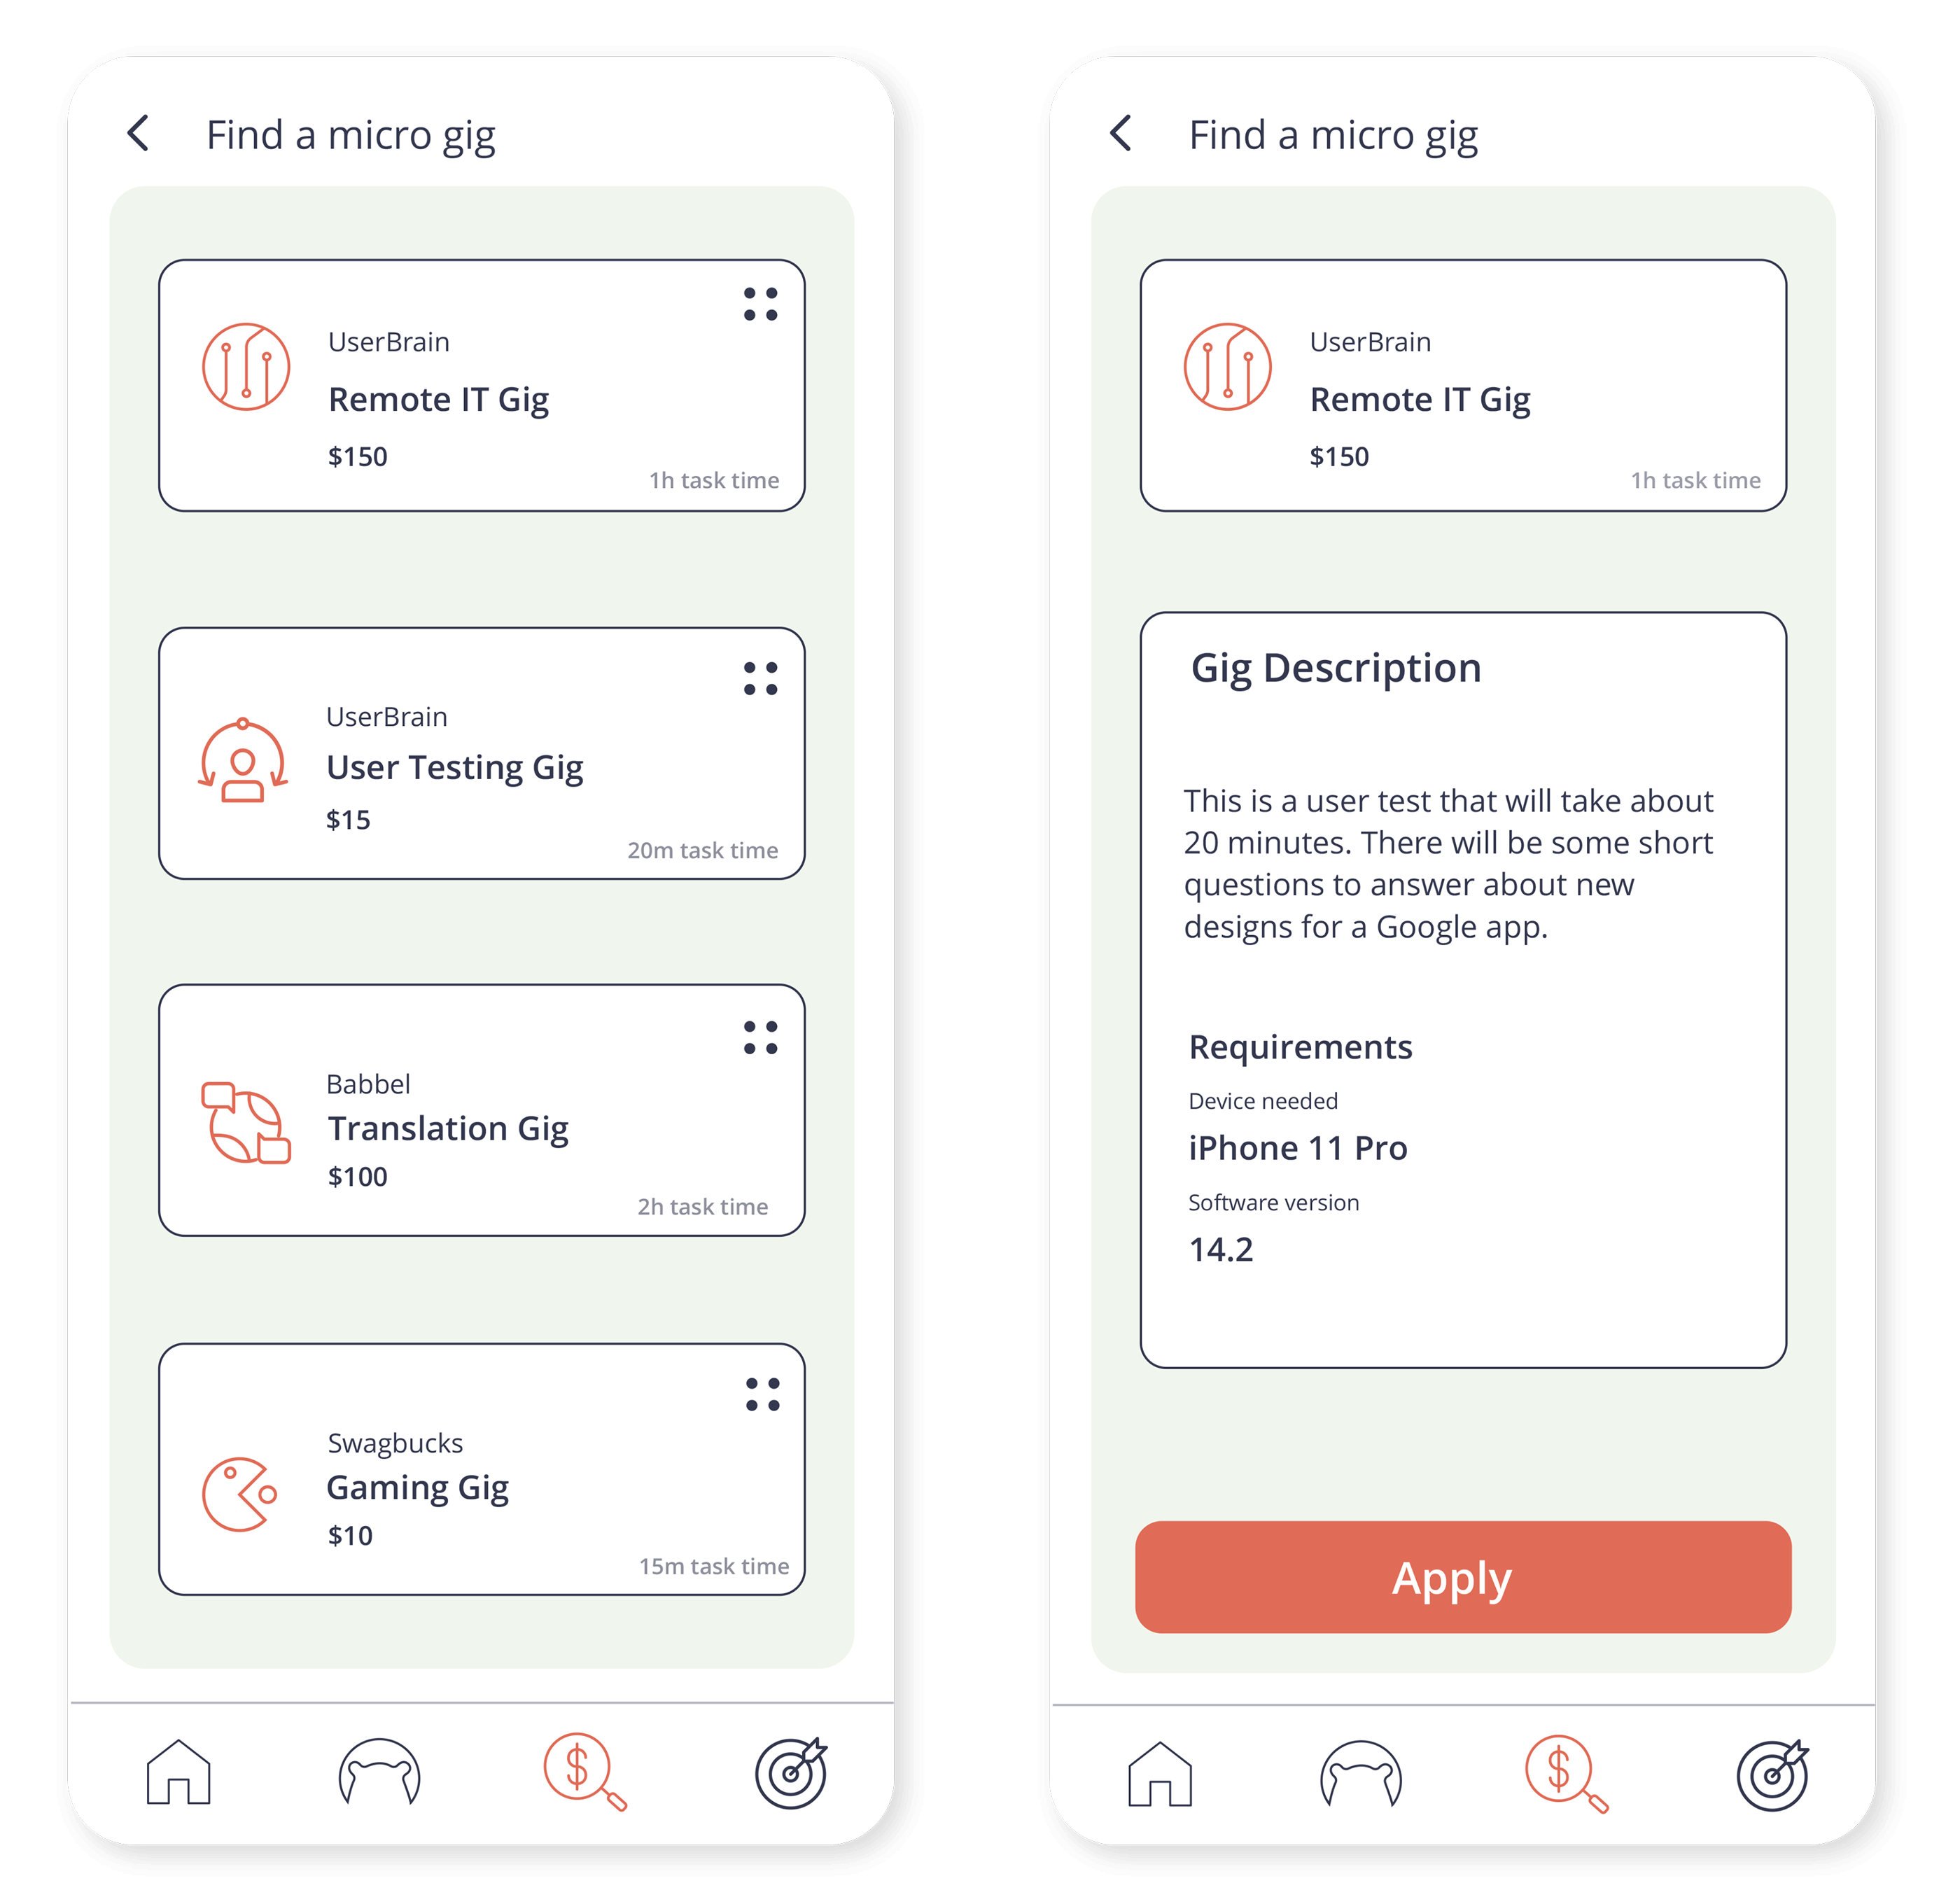 Find a micro gig
UserBrain
Remote IT Gig
$150
1h task time
UserBrain
User Testing Gig
$15
20m task time
Babbel
Translation Gig
$100
2h task time
Swagbucks
Gaming Gig
$10
15m task time
$
Find a micro gig
UserBrain
Remote IT Gig
$150
1h task time
Gig Description
This is a user test that will take about
20 minutes. There will be some short
questions to answer about new
designs for a Google app.
Requirements
Device needed
iPhone 11 Pro
Software version
14.2
Apply
$